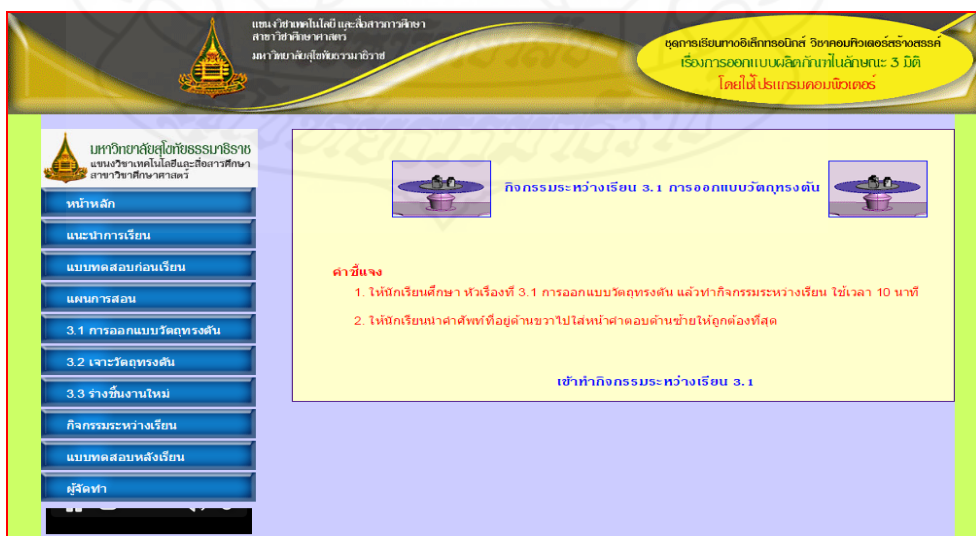 แขนงวิชาเทคโนโลยี และสื่อสารการศึกษา
สาขาวิชาศึกษาศาสตร์
มหาวิทยาลัยสุโขทัยธรรมาธิราช
ชุดการเรียนทางอิเล็กทรอนิกส์ วิชาคอมพิวเตอร์สร้างสรรค์
เรื่องการออกแบบผลิตภัณฑ์ในลักษณะ 3 มิติ
โดยใช้โปรแกรมคอมพิวเตอร์
มหาวิทยาลัยสุโขทัยธรรมาธิราช
แขนงวิชาเทคโนโลยีและสื่อสารศึกษา
สาขาวิชาศึกษาศาสตร์
หน้าหลัก
แนะนำการเรียน
แบบทดสอบก่อนเรียน
แผนการสอน
3.1 การออกแบบวัตถุทรงตัน
3.2 เจาะวัตถุทรงตัน
3.3 ร่างชิ้นงานใหม่
กิจกรรมระหว่างเรียน
แบบทดสอบหลังเรียน
ผู้จัดทำ
กิจกรรมระหว่างเรียน 3.1 การออกแบบวัตถุทรงตัน
คำชี้แจง
1. ให้นักเรียนศึกษา หัวเรื่องที่ 3.1 การออกแบบวัตถุทรงตัน แล้วทำกิจกรรมระหว่างเรียน ใช้เวลา 10 นาที
2. ให้นักเรียนนำคำศัพท์ที่อยู่ด้านขวาไปใส่หน้าคำตอบด้านซ้ายให้ถูกต้องที่สุด
เข้าทำกิจกรรมระหว่างเรียน 3.1